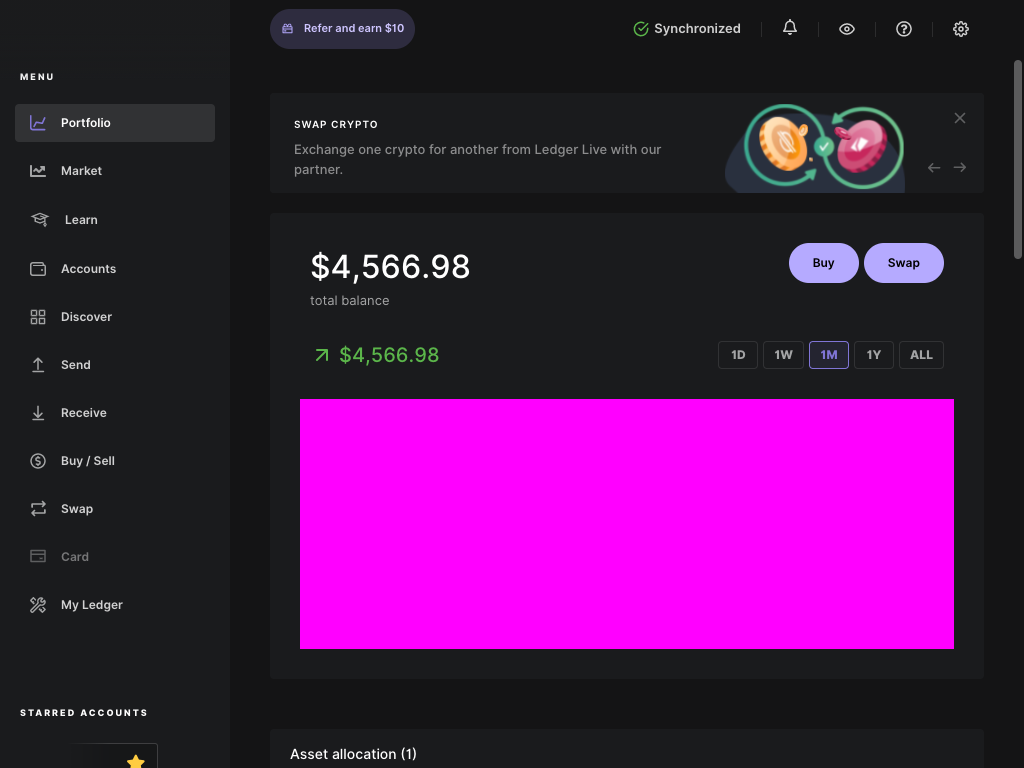 Refer and earn $10
Synchronized
MENU
Portfolio
Market
Learn
Accounts
Discover
Send
Receive
Buy / Sell
Swap
Card
My Ledger
STARRED ACCOUNTS
SWAP CRYPTO
Exchange one crypto for another from Ledger Live with our
partner.
$4,566.98
total balance
Buy
Swap
$4,566.98
1D
1W
1M
1Y
ALL
Asset allocation (1)